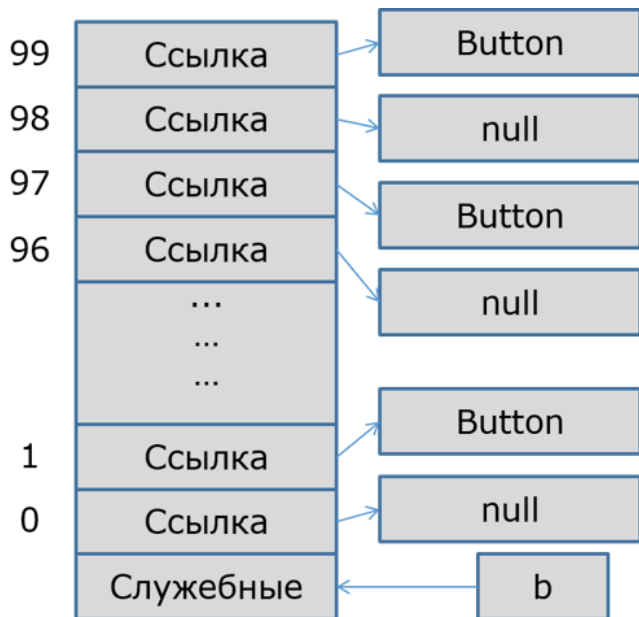 99 Ссылка Button
98 Ссылка null
97 Ссылка Button
96 Ссылка null
...
...
...
1 Ссылка Button
0 Ссылка null
Служебные b